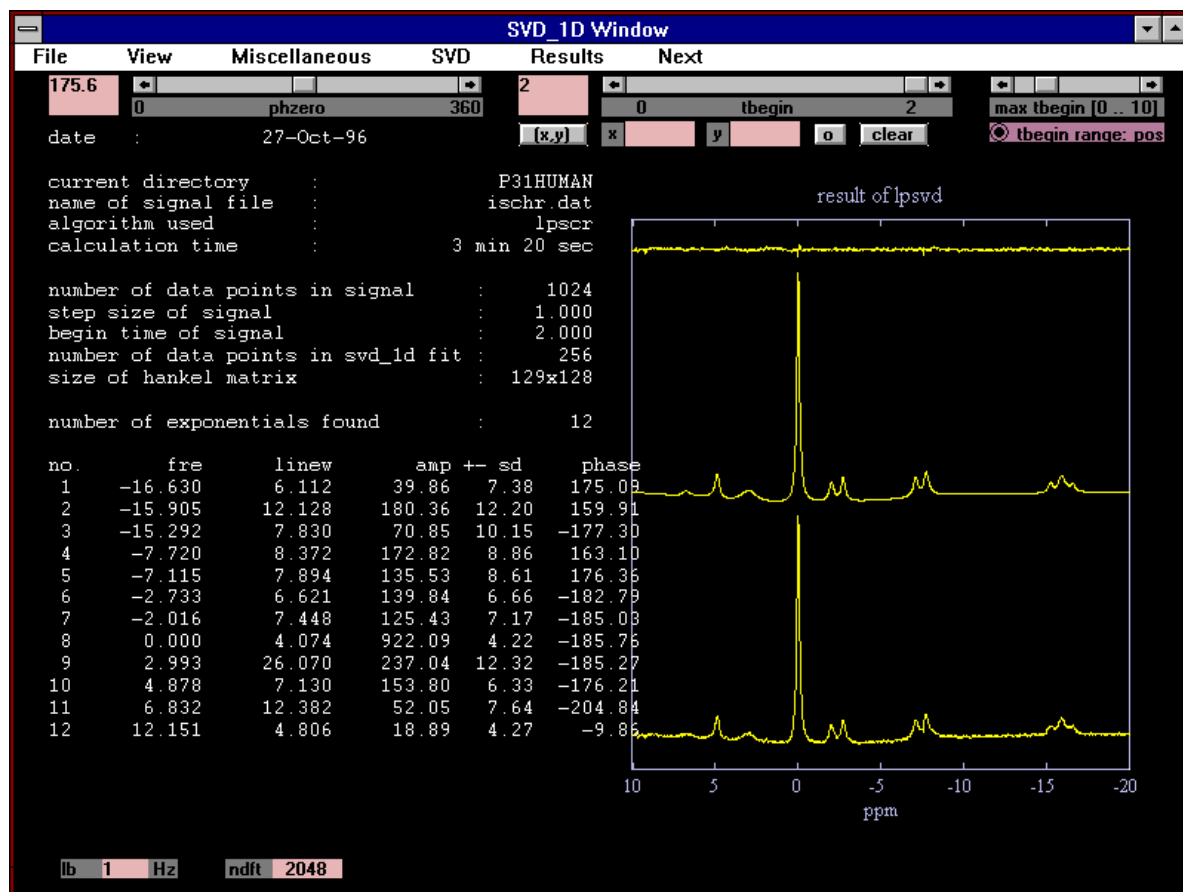 SVD_1D Window
File View Miscellaneous SVD Results Next
175.6 0 phzero 360 2 0 tbegin 2 max tbegin [0 .. 10]
(x,y) x y o clear tbegin range: pos
date : 27-Oct-96
current directory : P31HUMAN
name of signal file : ischr.dat
algorithm used : lpscr
calculation time : 3 min 20 sec
number of data points in signal : 1024
step size of signal : 1.000
begin time of signal : 2.000
number of data points in svd_1d fit : 256
size of hankel matrix : 129x128
number of exponentials found : 12
no. fre linew amp +- sd phase
1 -16.630 6.112 39.86 7.38 175.09
2 -15.905 12.128 180.36 12.20 159.91
3 -15.292 7.830 70.85 10.15 -177.30
4 -7.720 8.372 172.82 8.86 163.10
5 -7.115 7.894 135.53 8.61 176.36
6 -2.733 6.621 139.84 6.66 -182.79
7 -2.016 7.448 125.43 7.17 -185.03
8 0.000 4.074 922.09 4.22 -185.76
9 2.993 26.070 237.04 12.32 -185.27
10 4.878 7.130 153.80 6.33 -176.21
11 6.832 12.382 52.05 7.64 -204.84
12 12.151 4.806 18.89 4.27 -9.86
result of lpsvd
10 5 0 -5 -10 -15 -20
ppm
lb 1 Hz ndft 2048